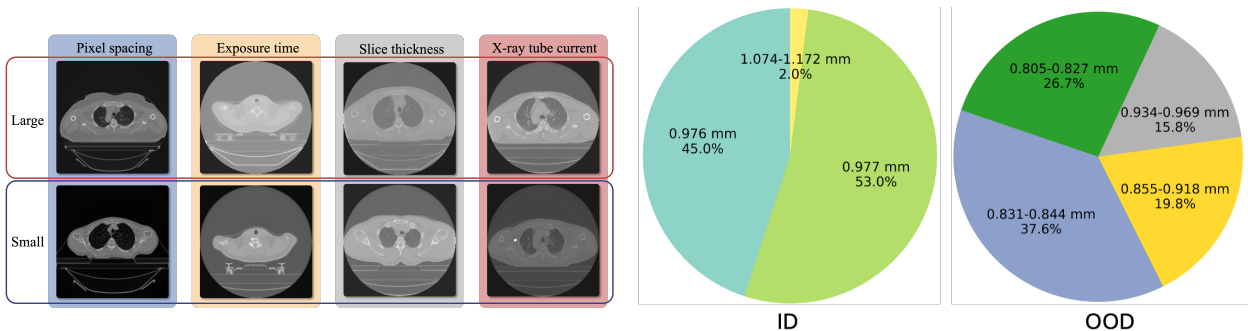 Pixel spacing
Exposure time
Slice thickness
X-ray tube current
Large
Small
1.074-1.172 mm
2.0%
0.976 mm
45.0%
0.977 mm
53.0%
ID
0.805-0.827 mm
26.7%
0.934-0.969 mm
15.8%
0.855-0.918 mm
19.8%
0.831-0.844 mm
37.6%
OOD